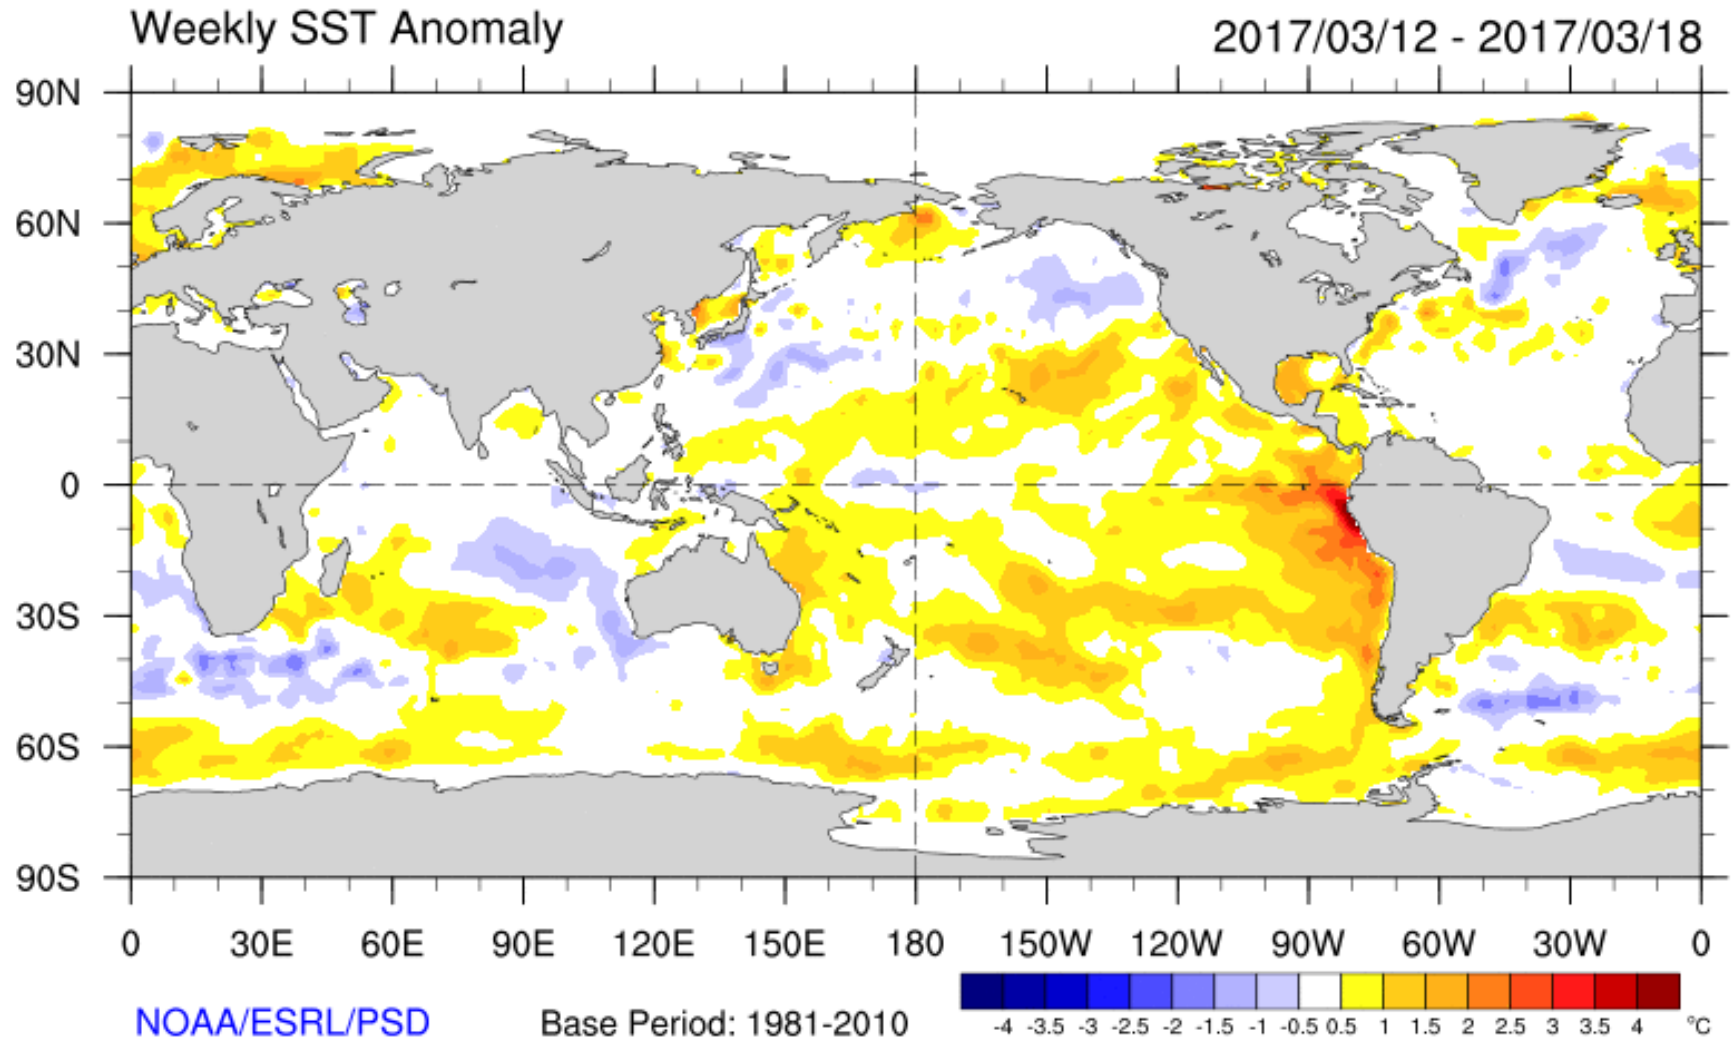 Weekly SST Anomaly 2017/03/12 - 2017/03/18
90N
60N
30N
0
30S
60S
90S
0 30E 60E 90E 120E 150E 180 150W 120W 90W 60W 30W 0
NOAA/ESRL/PSD Base Period: 1981-2010
-4 -3.5 -3 -2.5 -2 -1.5 -1 -0.5 0.5 1 1.5 2 2.5 3 3.5 4 °C